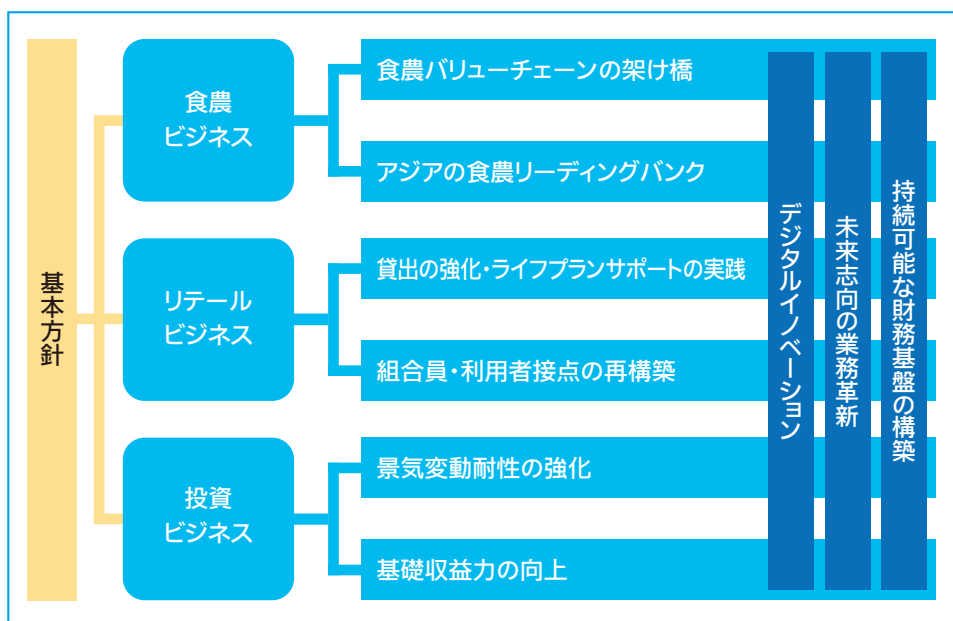 基本方針
食農
ビジネス
食農バリューチェーンの架け橋
アジアの食農リーディングバンク
リテール
ビジネス
貸出の強化・ライフプランサポートの実践
組合員・利用者接点の再構築
投資
ビジネス
景気変動耐性の強化
基礎収益力の向上
デジタルイノベーション
未来志向の業務革新
持続可能な財務基盤の構築